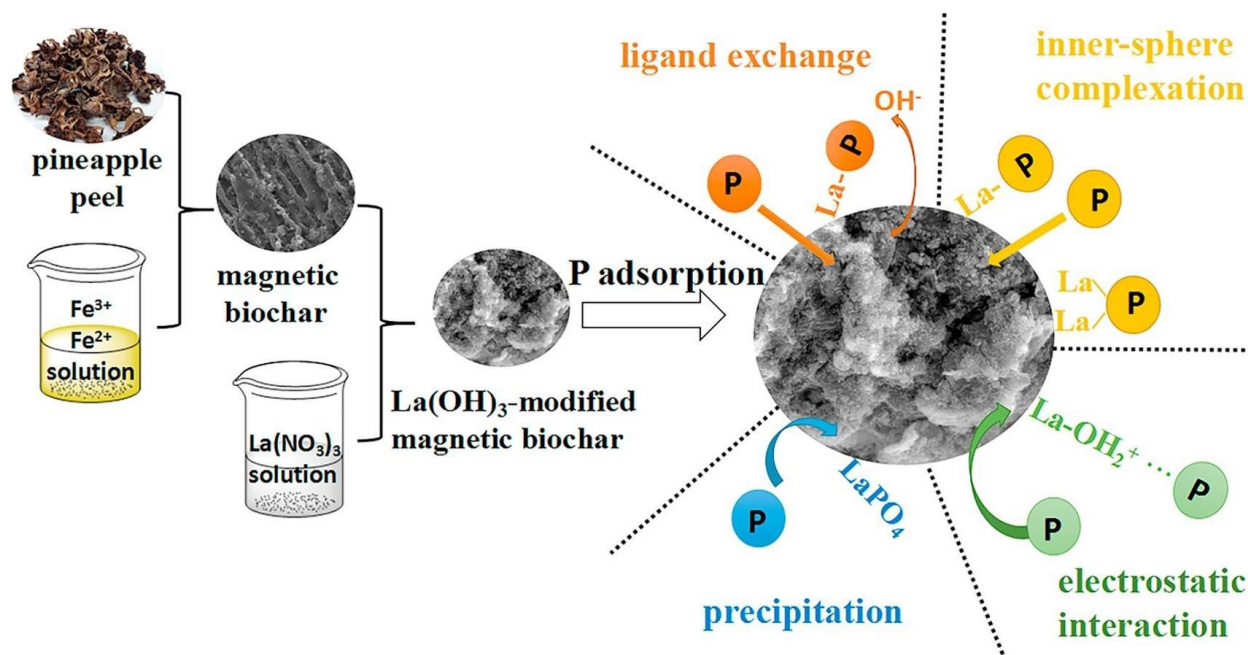 pineapple
peel
Fe³⁺
Fe²⁺
solution
magnetic
biochar
La(NO₃)₃
solution
La(OH)₃-modified
magnetic biochar
P adsorption
ligand exchange
OH⁻
P
La-P
inner-sphere
complexation
La-P
P
La
La
P
La-OH₂⁺ ···
P
P
electrostatic
interaction
LaPO₄
P
precipitation